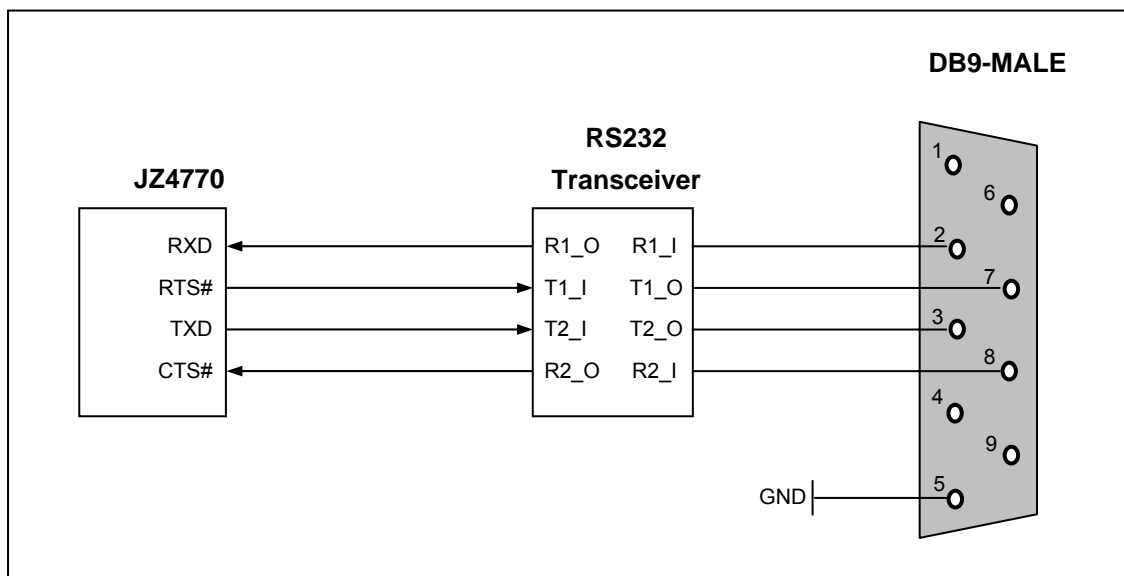 DB9-MALE
RS232
Transceiver
JZ4770
RXD
RTS#
TXD
CTS#
R1_O R1_I
T1_I T1_O
T2_I T2_O
R2_O R2_I
1
6
2
7
3
8
4
9
5
GND